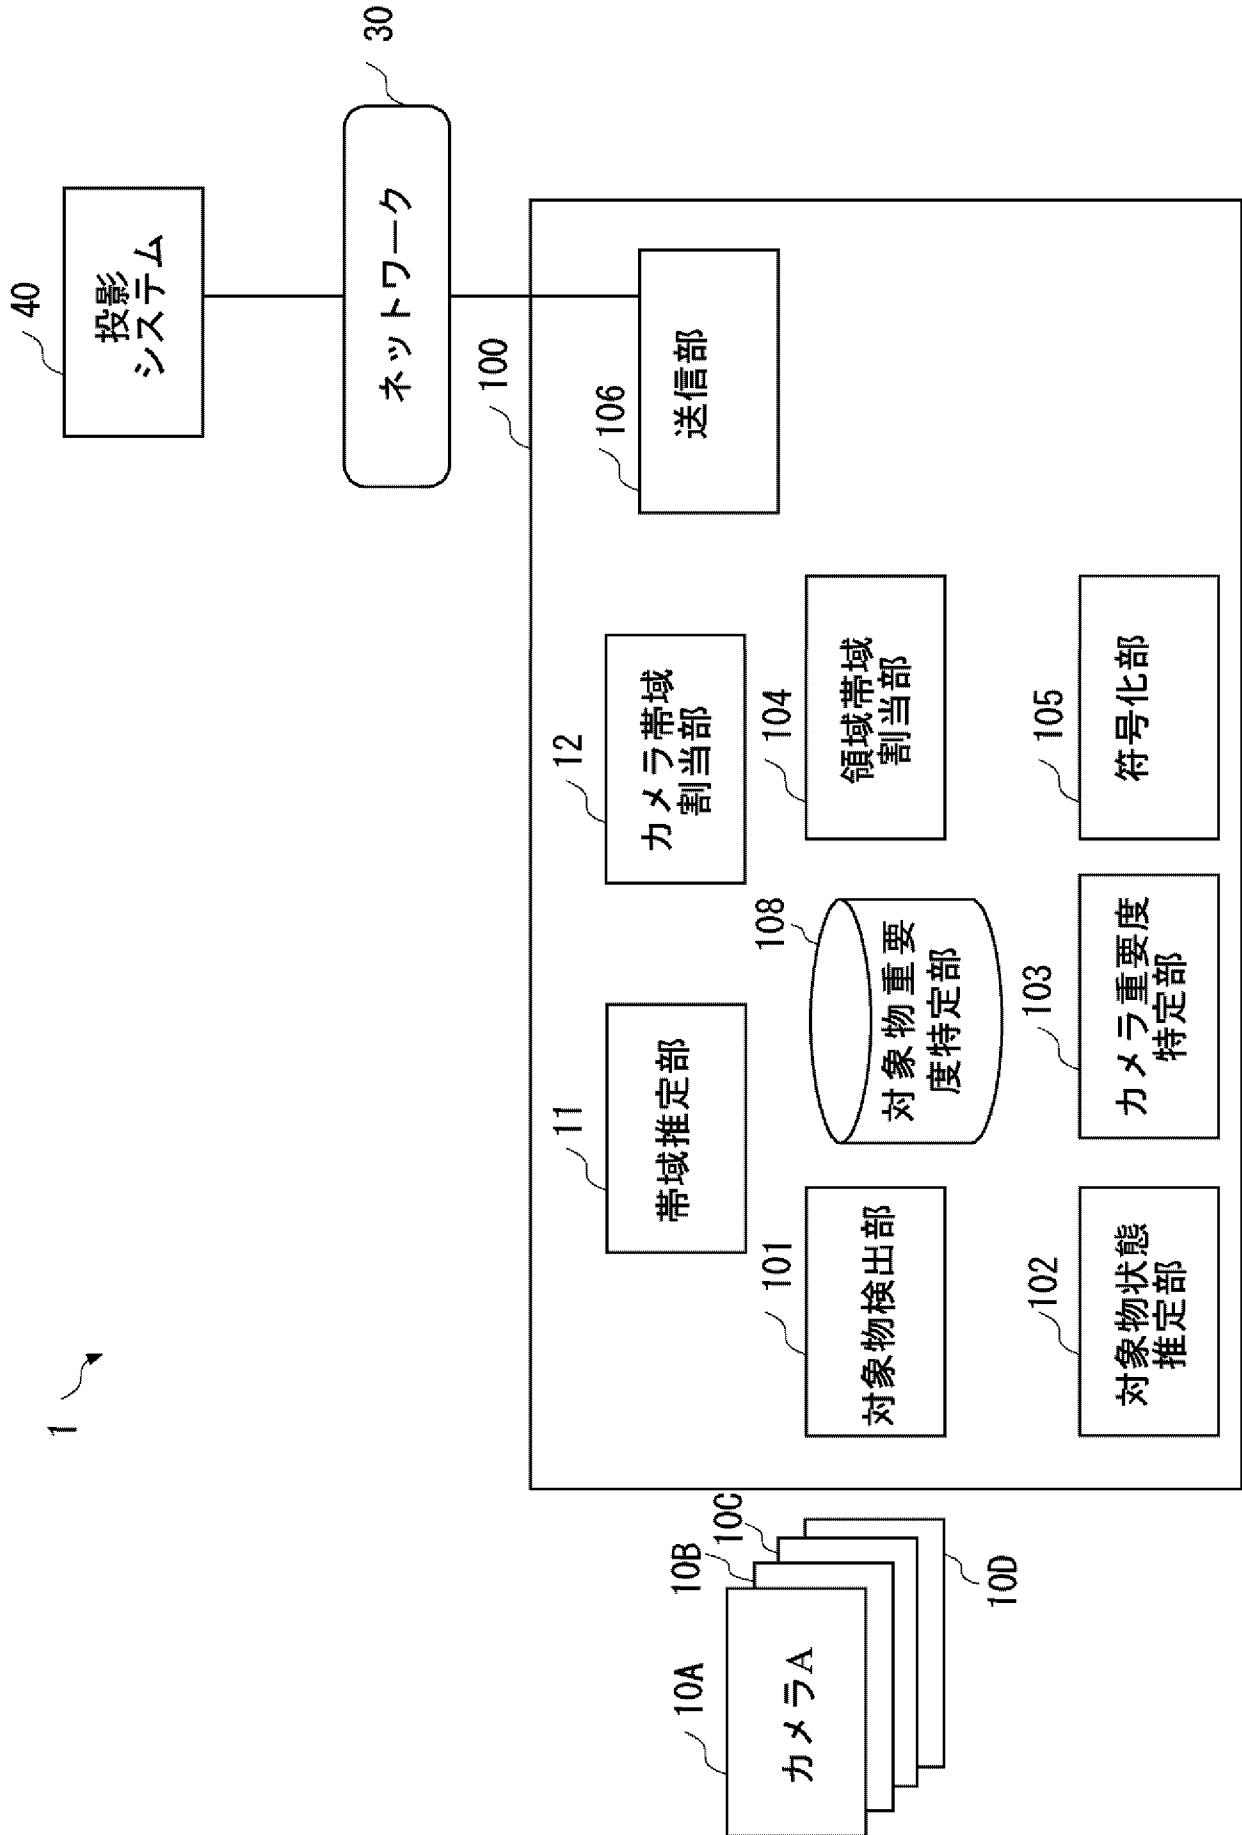 1
40
投影
システム
30
ネットワーク
100
106
送信部
11
帯域推定部
12
カメラ帯域
割当部
101
対象物検出部
108
対象物重要
度特定部
104
領域帯域
割当部
102
対象物状態
推定部
103
カメラ重要度
特定部
105
符号化部
10A
カメラA
10B
10C
10D